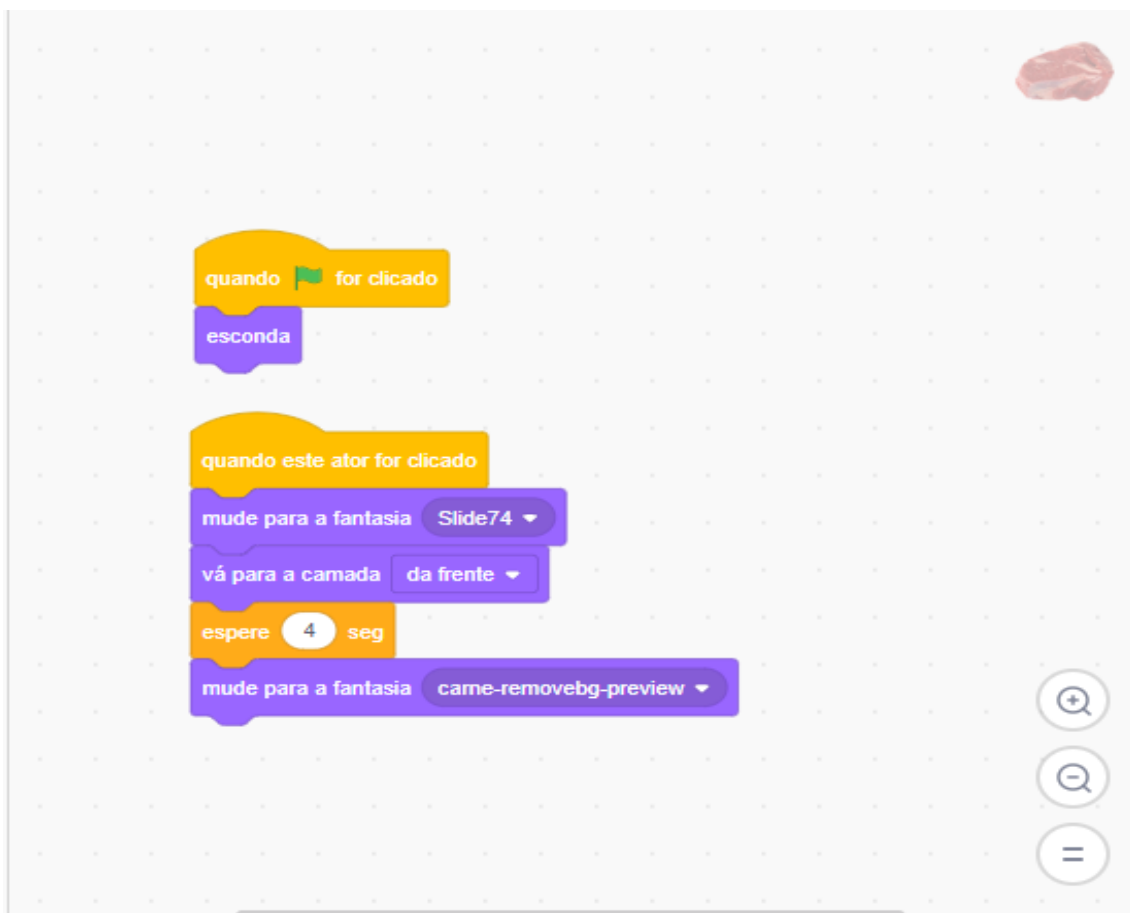 quando for clicado
esconda
quando este ator for clicado
mude para a fantasia Slide74
vá para a camada da frente
espere 4 seg
mude para a fantasia carne-removebg-preview